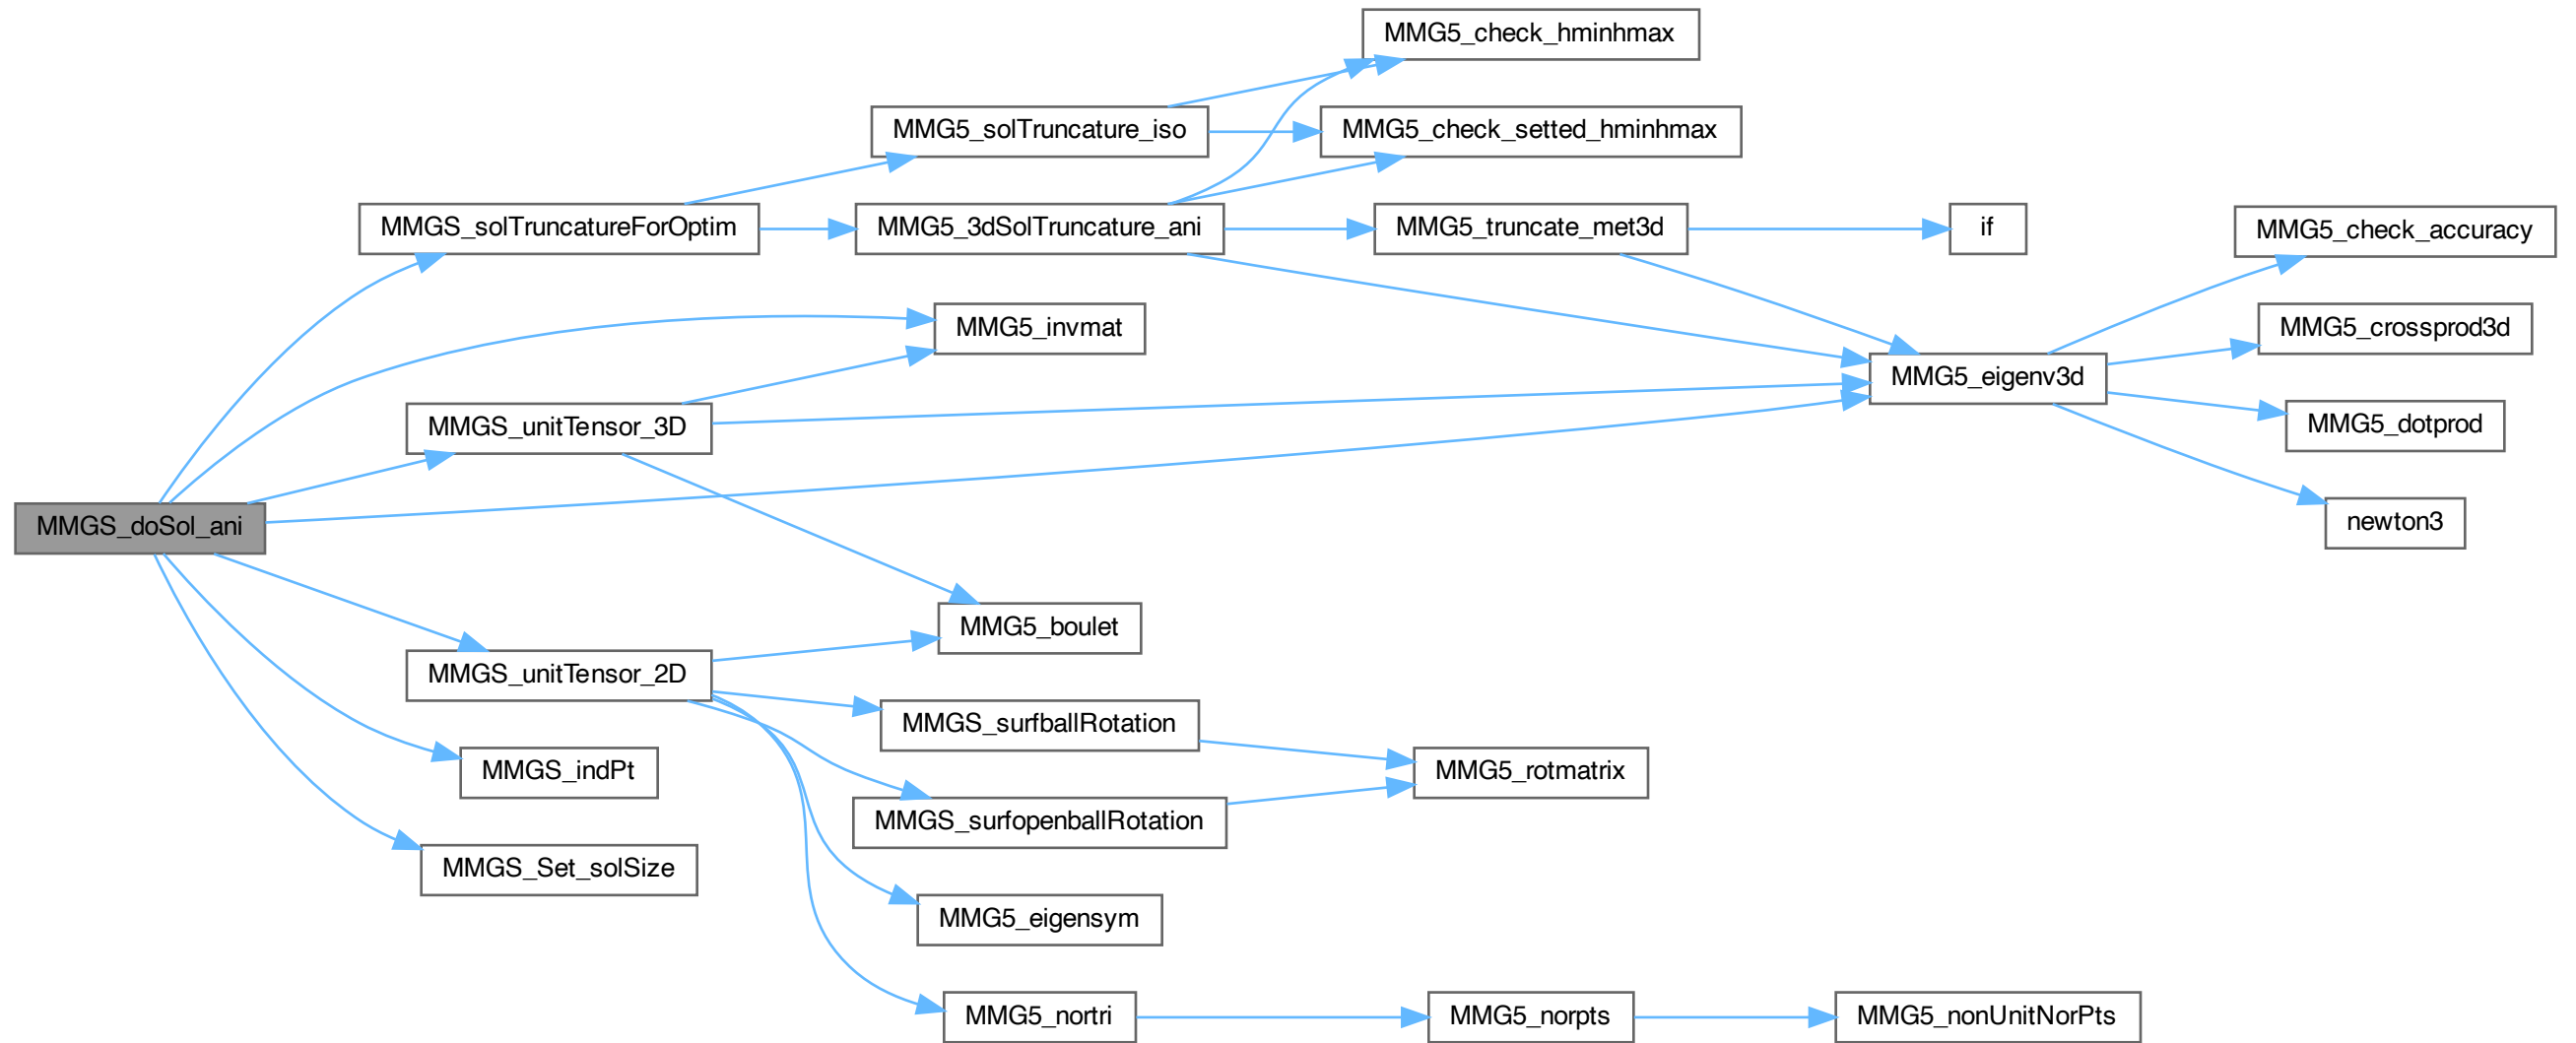 MMG5_check_hminhmax
MMG5_solTruncature_iso
MMG5_check_setted_hminhmax
MMGS_solTruncatureForOptim
MMG5_3dSolTruncature_ani
MMG5_truncate_met3d
if
MMG5_check_accuracy
MMG5_invmat
MMG5_crossprod3d
MMG5_eigenv3d
MMGS_unitTensor_3D
MMG5_dotprod
MMGS_doSol_ani
newton3
MMG5_boulet
MMGS_unitTensor_2D
MMGS_surfballRotation
MMGS_indPt
MMG5_rotmatrix
MMGS_surfopenballRotation
MMGS_Set_solSize
MMG5_eigensym
MMG5_nortri
MMG5_norpts
MMG5_nonUnitNorPts